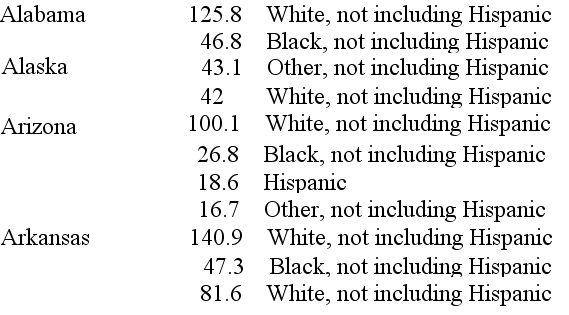 Alabama 125.8 White, not including Hispanic
46.8 Black, not including Hispanic
Alaska 43.1 Other, not including Hispanic
42 White, not including Hispanic
Arizona 100.1 White, not including Hispanic
26.8 Black, not including Hispanic
18.6 Hispanic
16.7 Other, not including Hispanic
Arkansas 140.9 White, not including Hispanic
47.3 Black, not including Hispanic
81.6 White, not including Hispanic